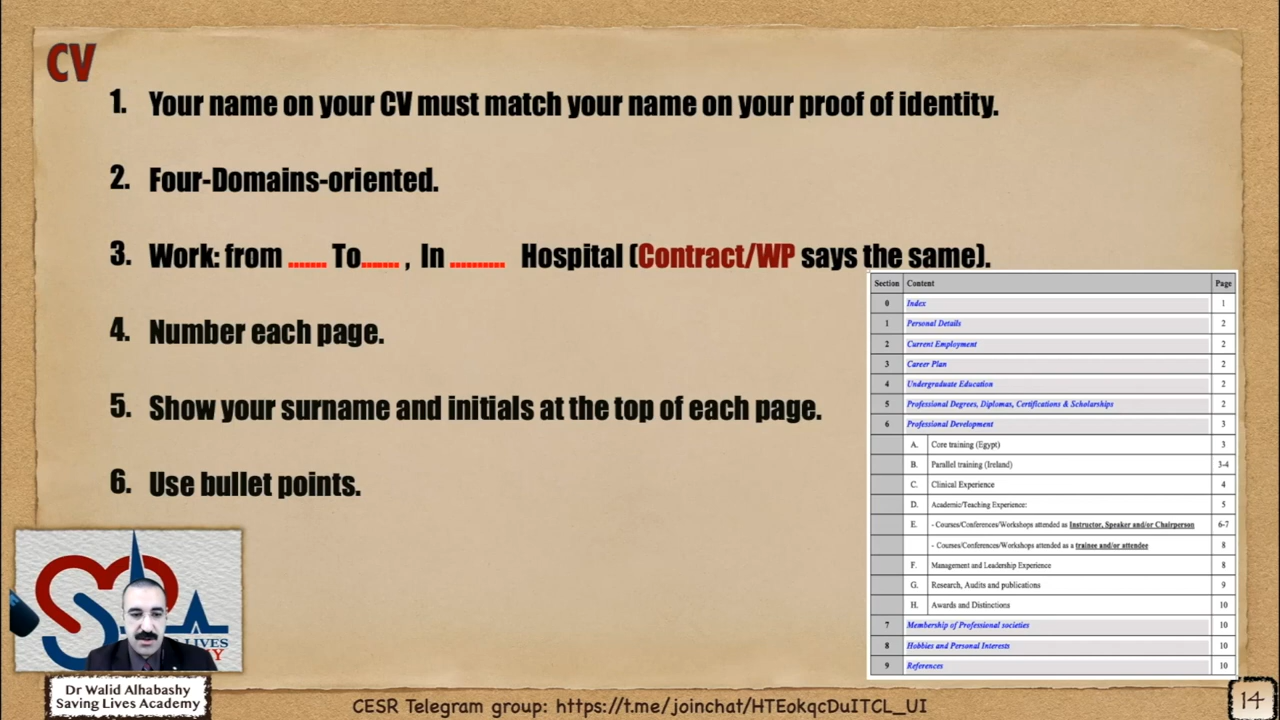 CV
1. Your name on your CV must match your name on your proof of identity.
2. Four-Domains-oriented.
3. Work: from ....... To......., In .......... Hospital (Contract/WP says the same).
4. Number each page.
5. Show your surname and initials at the top of each page.
6. Use bullet points.
Section Content Page
0 Index 1
1 Personal Details 2
2 Current Employment 2
3 Career Plan 2
4 Undergraduate Education 2
5 Professional Degrees, Diplomas, Certifications & Scholarships 2
6 Professional Development 3
A. Core training (Egypt) 3
B. Parallel training (Ireland) 3-4
C. Clinical Experience 4
D. Academic/Teaching Experience: 5
E. - Courses/Conferences/Workshops attended as Instructor, Speaker and/or Chairperson 6-7
- Courses/Conferences/Workshops attended as a trainee and/or attendee 8
F. Management and Leadership Experience 8
G. Research, Audits and publications 9
H. Awards and Distinctions 10
7 Membership of Professional societies 10
8 Hobbies and Personal Interests 10
9 References 10
LIVES
Y
Dr Walid Alhabashy
Saving Lives Academy
CESR Telegram group: https://t.me/joinchat/HTEokqcDuITCL_UI
14